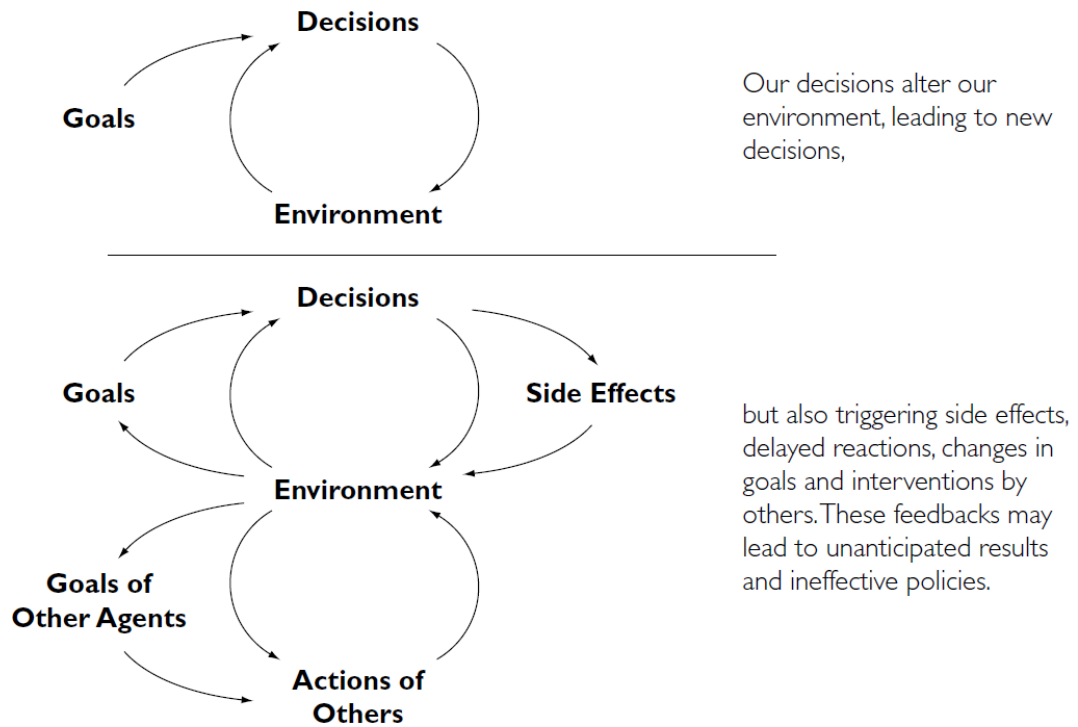 Decisions
Goals
Environment
Our decisions alter our
environment, leading to new
decisions,
Decisions
Goals
Side Effects
Environment
Goals of
Other Agents
Actions of
Others
but also triggering side effects,
delayed reactions, changes in
goals and interventions by
others. These feedbacks may
lead to unanticipated results
and ineffective policies.